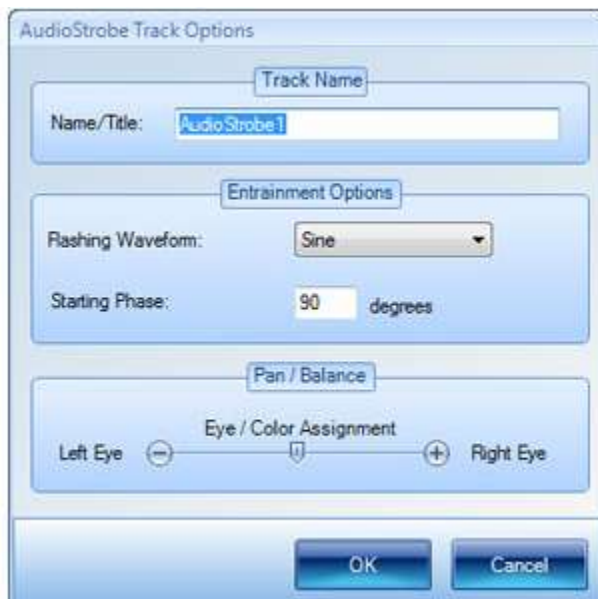 AudioStrobe Track Options
Track Name
Name/Title: AudioStrobe1
Entrainment Options
Flashing Waveform: Sine
Starting Phase: 90 degrees
Pan / Balance
Eye / Color Assignment
Left Eye Right Eye
OK Cancel